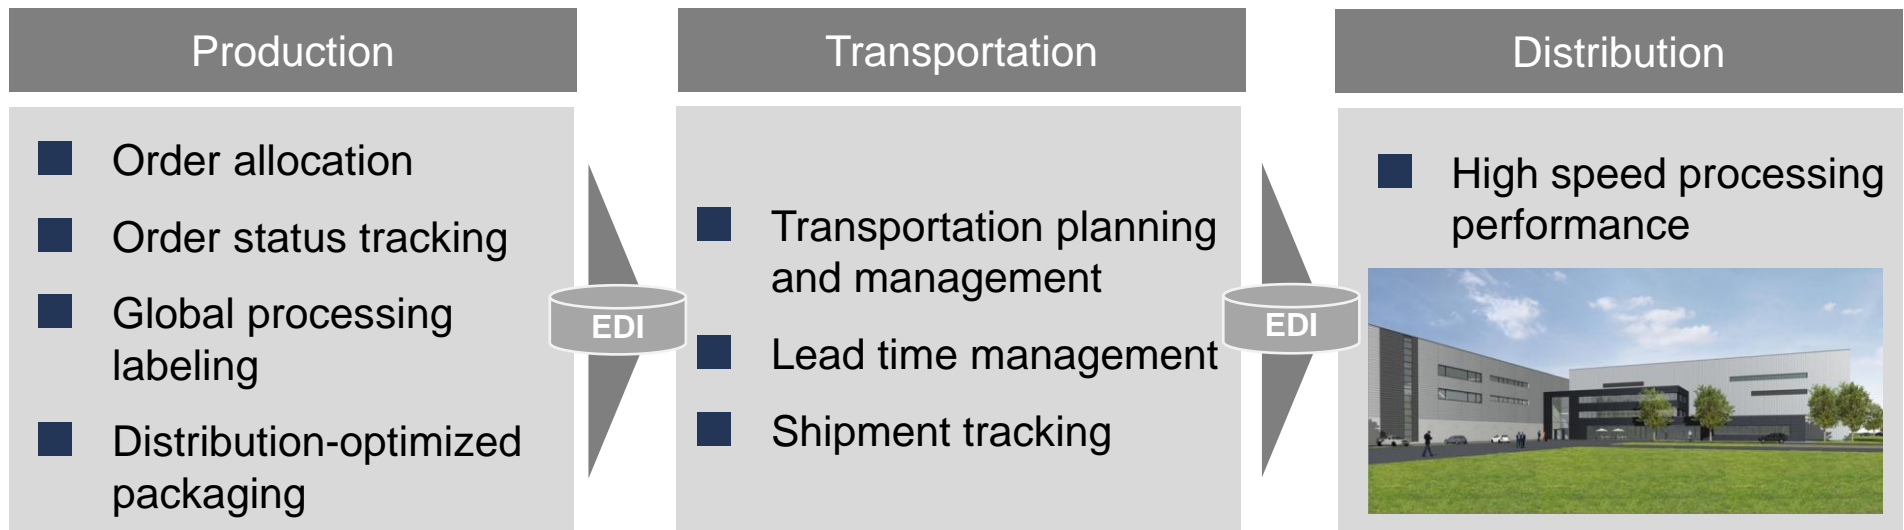 Production
Order allocation
Order status tracking
Global processing
labeling
Distribution-optimized
packaging
EDI
Transportation
Transportation planning
and management
Lead time management
Shipment tracking
EDI
Distribution
High speed processing
performance